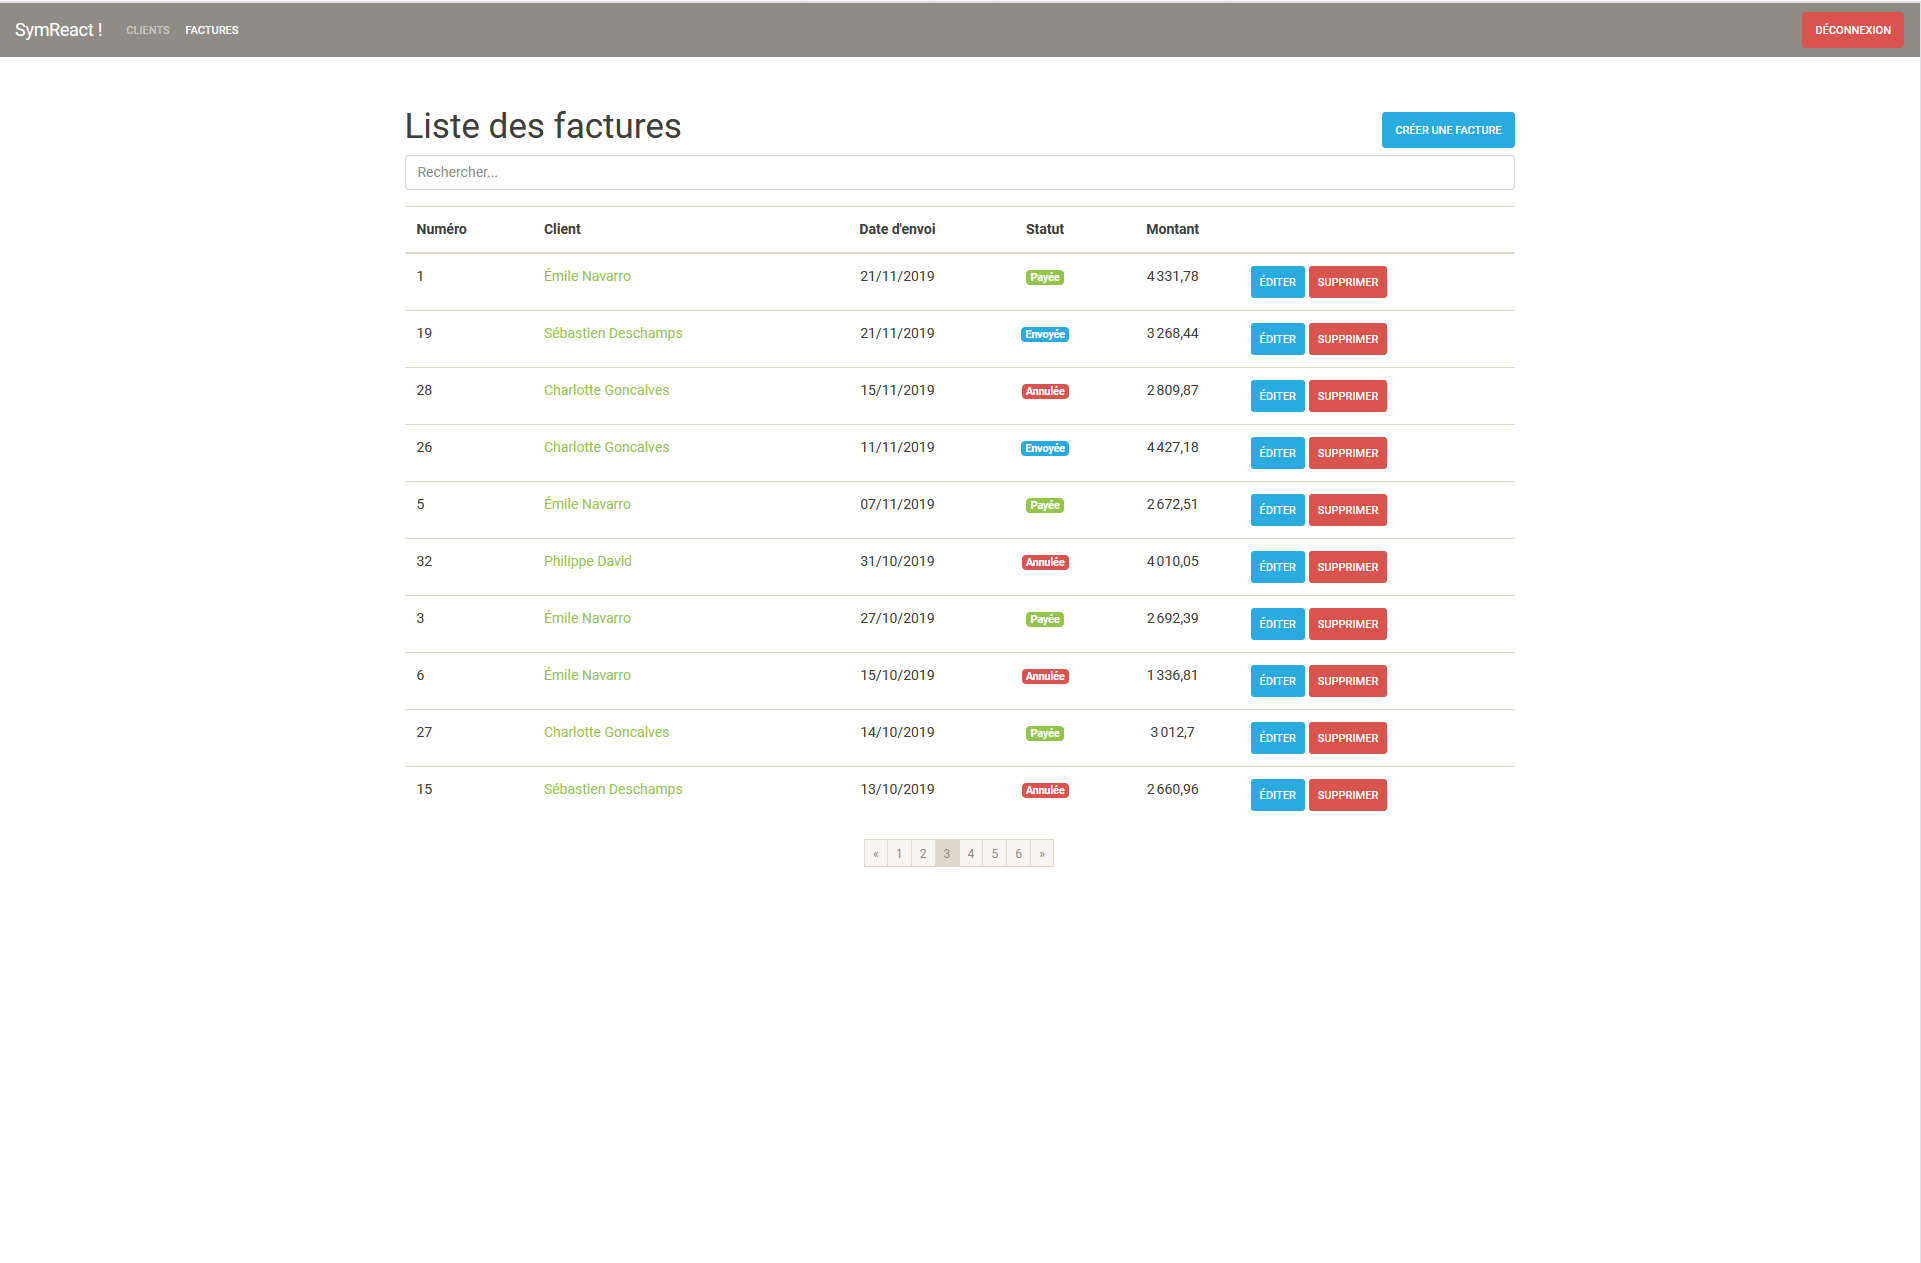 SymReact ! CLIENTS FACTURES DÉCONNEXION
Liste des factures CRÉER UNE FACTURE
Rechercher...
Numéro Client Date d'envoi Statut Montant
1 Émile Navarro 21/11/2019 Payée 4 331,78 ÉDITER SUPPRIMER
19 Sébastien Deschamps 21/11/2019 Envoyée 3 268,44 ÉDITER SUPPRIMER
28 Charlotte Goncalves 15/11/2019 Annulée 2 809,87 ÉDITER SUPPRIMER
26 Charlotte Goncalves 11/11/2019 Envoyée 4 427,18 ÉDITER SUPPRIMER
5 Émile Navarro 07/11/2019 Payée 2 672,51 ÉDITER SUPPRIMER
32 Philippe David 31/10/2019 Annulée 4 010,05 ÉDITER SUPPRIMER
3 Émile Navarro 27/10/2019 Payée 2 692,39 ÉDITER SUPPRIMER
6 Émile Navarro 15/10/2019 Annulée 1 336,81 ÉDITER SUPPRIMER
27 Charlotte Goncalves 14/10/2019 Payée 3 012,7 ÉDITER SUPPRIMER
15 Sébastien Deschamps 13/10/2019 Annulée 2 660,96 ÉDITER SUPPRIMER
« 1 2 3 4 5 6 »